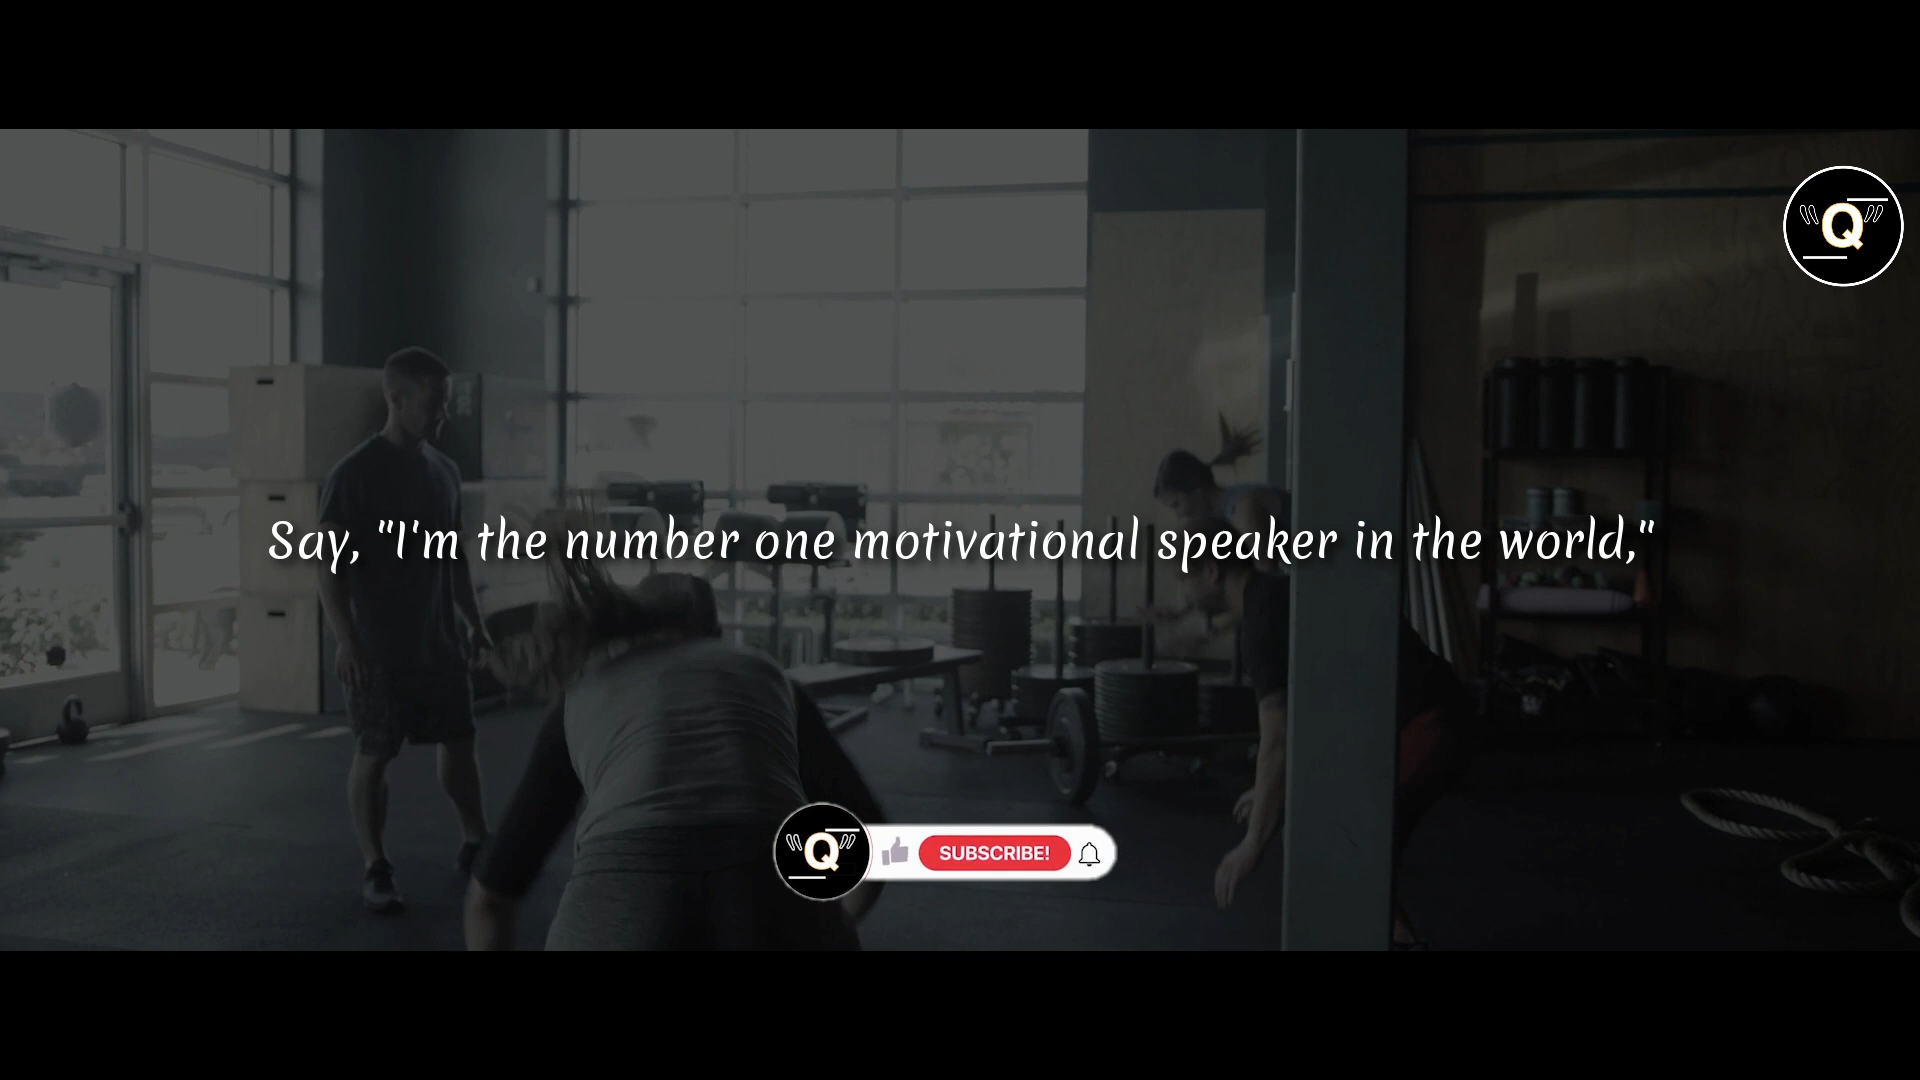 "Q"
Say, "I'm the number one motivational speaker in the world,"
"Q"
SUBSCRIBE!